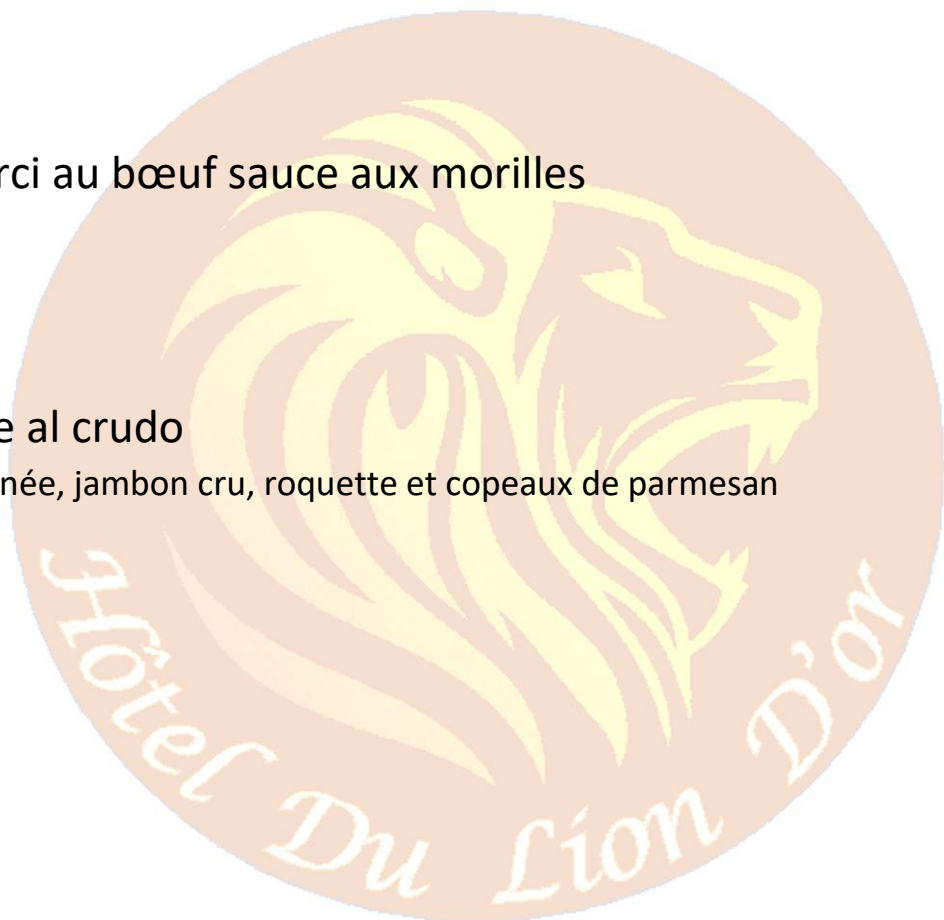 rci au bœuf sauce aux morilles
e al crudo
née, jambon cru, roquette et copeaux de parmesan
Hôtel Du Lion D'or